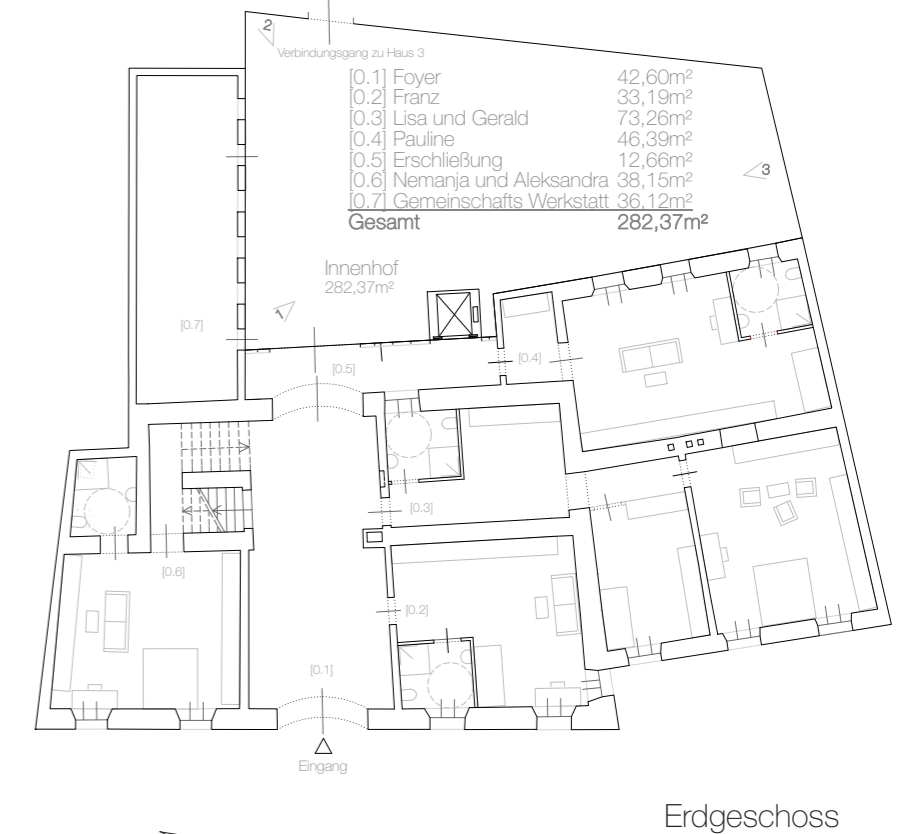 2
Verbindungsgang zu Haus 3
[0.1] Foyer 42,60m²
[0.2] Franz 33,19m²
[0.3] Lisa und Gerald 73,26m²
[0.4] Pauline 46,39m²
[0.5] Erschließung 12,66m²
[0.6] Nemanja und Aleksandra 38,15m²
[0.7] Gemeinschafts Werkstatt 36,12m²
Gesamt 282,37m²
3
Innenhof
282,37m²
1
[0.7]
[0.5]
[0.4]
[0.3]
[0.6]
[0.2]
[0.1]
Eingang
Erdgeschoss